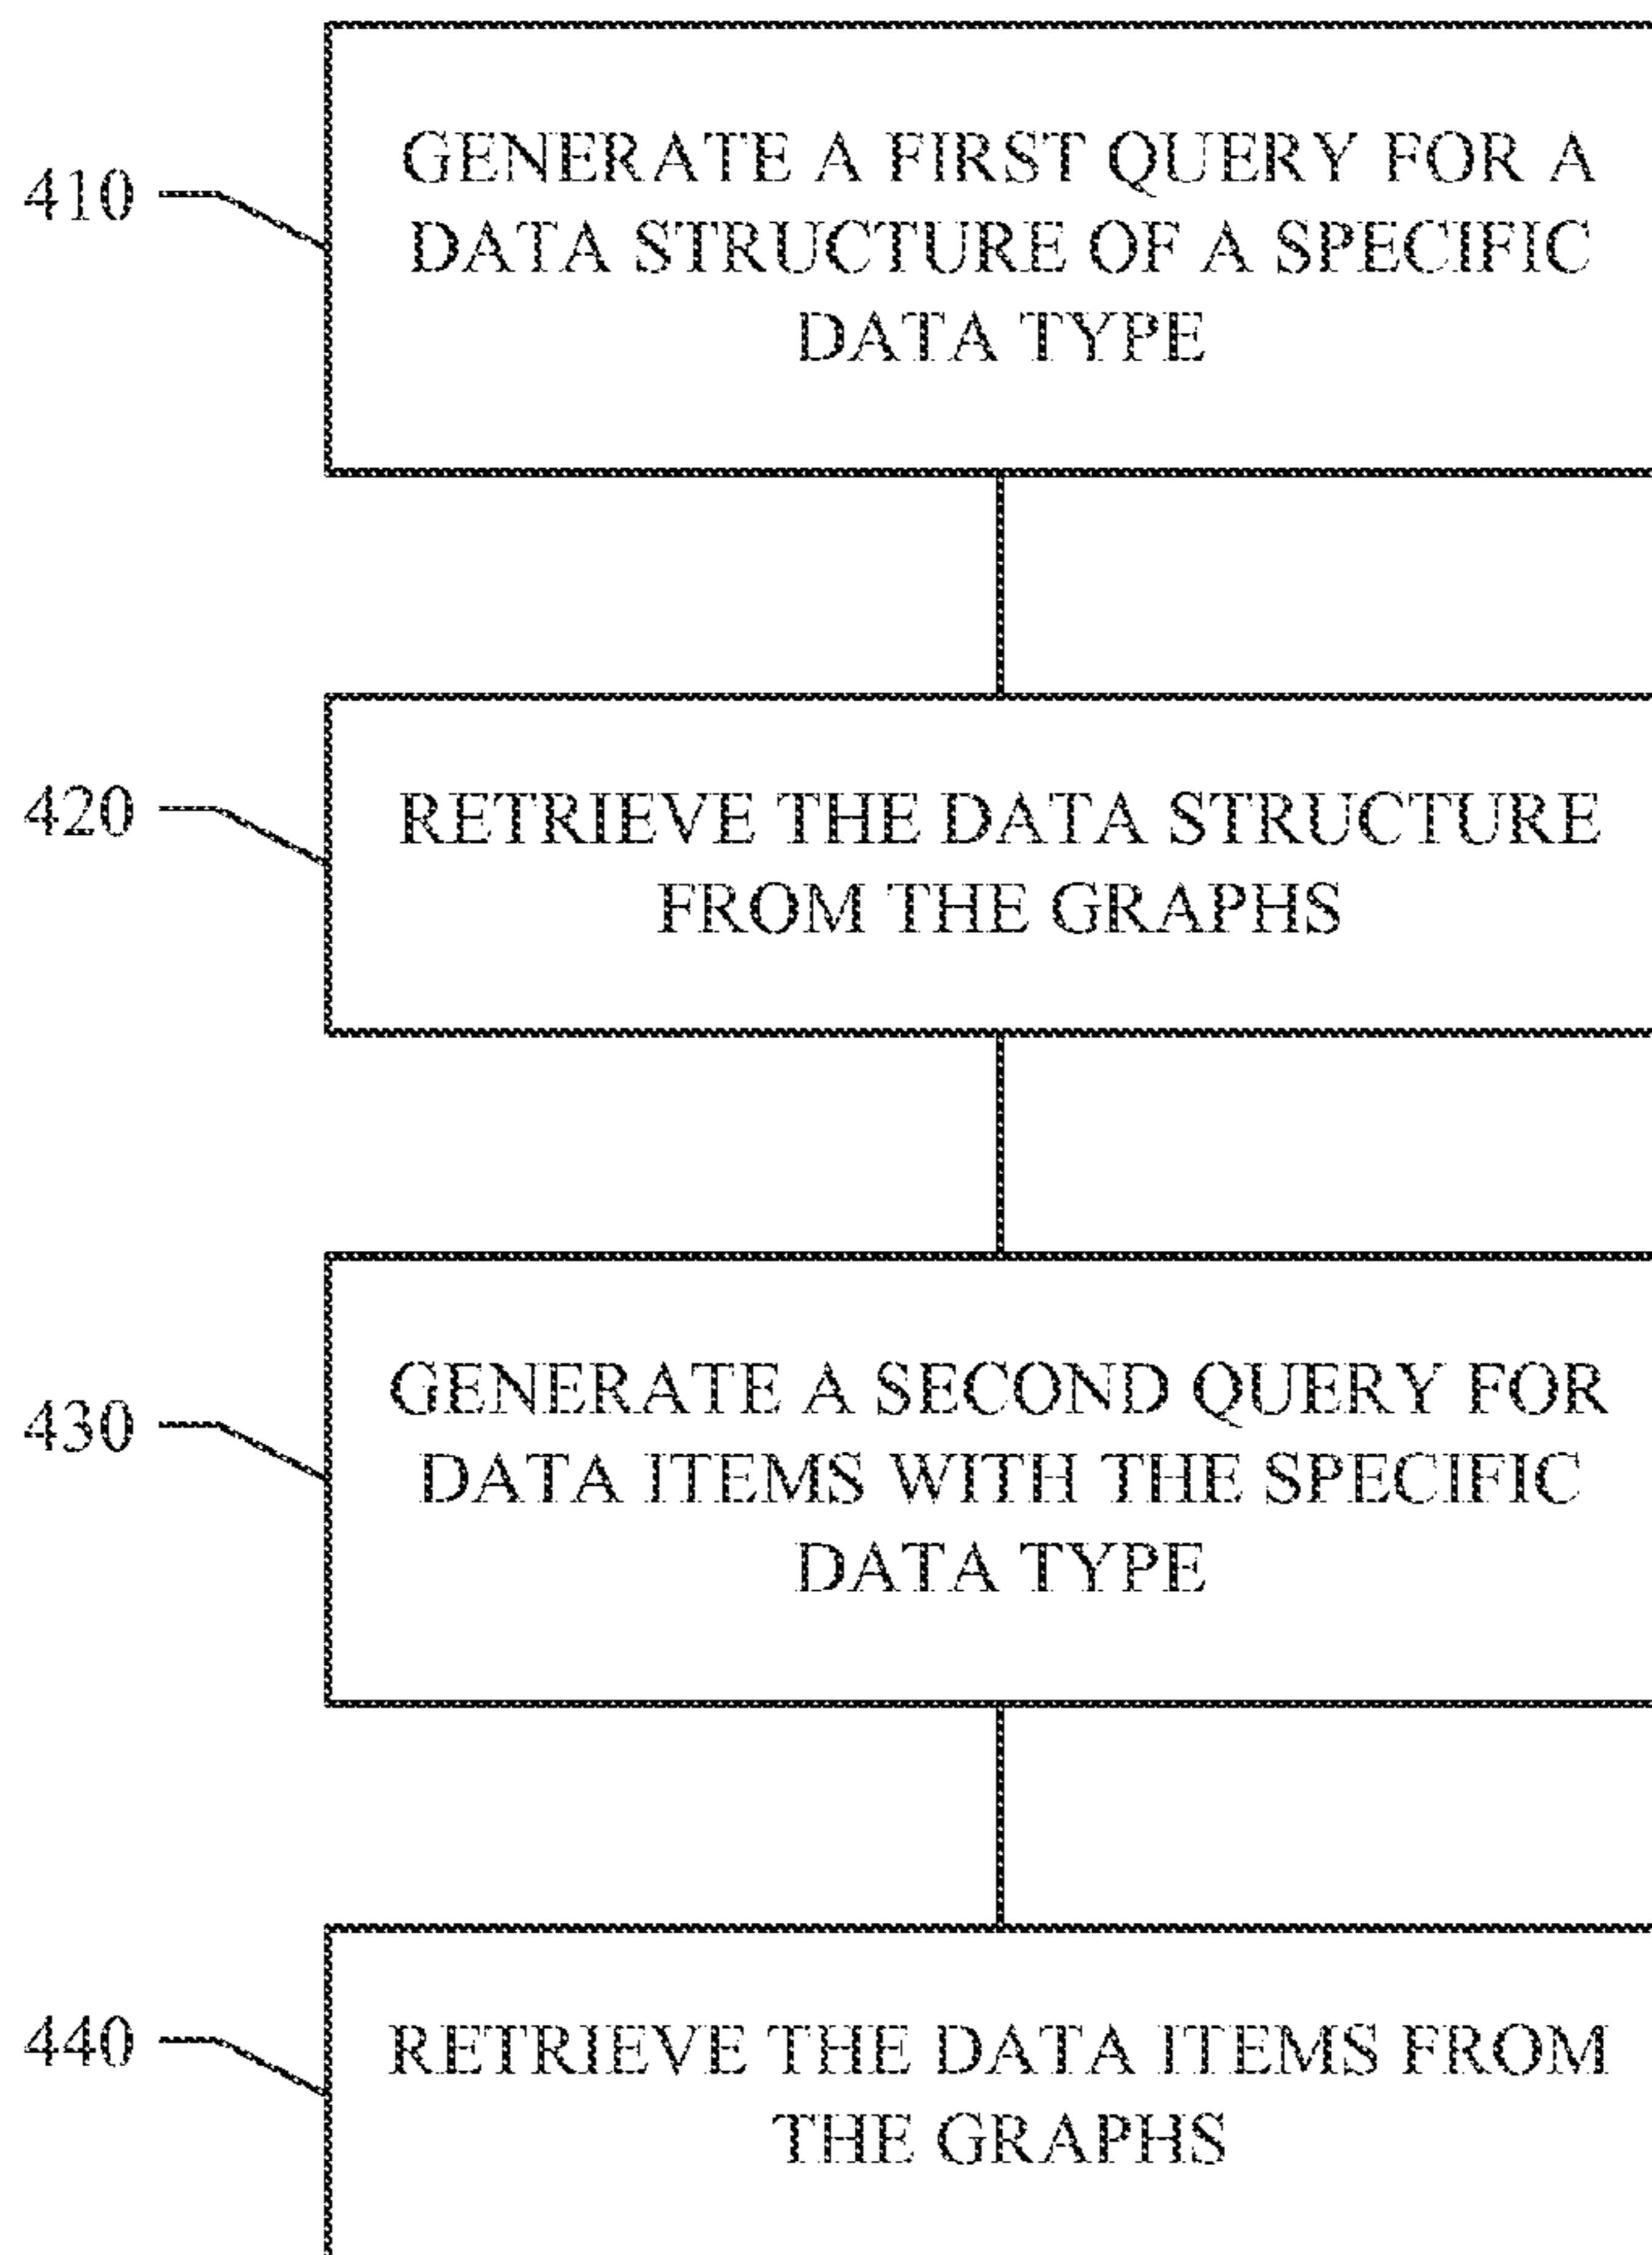 410
GENERATE A FIRST QUERY FOR A
DATA STRUCTURE OF A SPECIFIC
DATA TYPE
420
RETRIEVE THE DATA STRUCTURE
FROM THE GRAPHS
430
GENERATE A SECOND QUERY FOR
DATA ITEMS WITH THE SPECIFIC
DATA TYPE
440
RETRIEVE THE DATA ITEMS FROM
THE GRAPHS